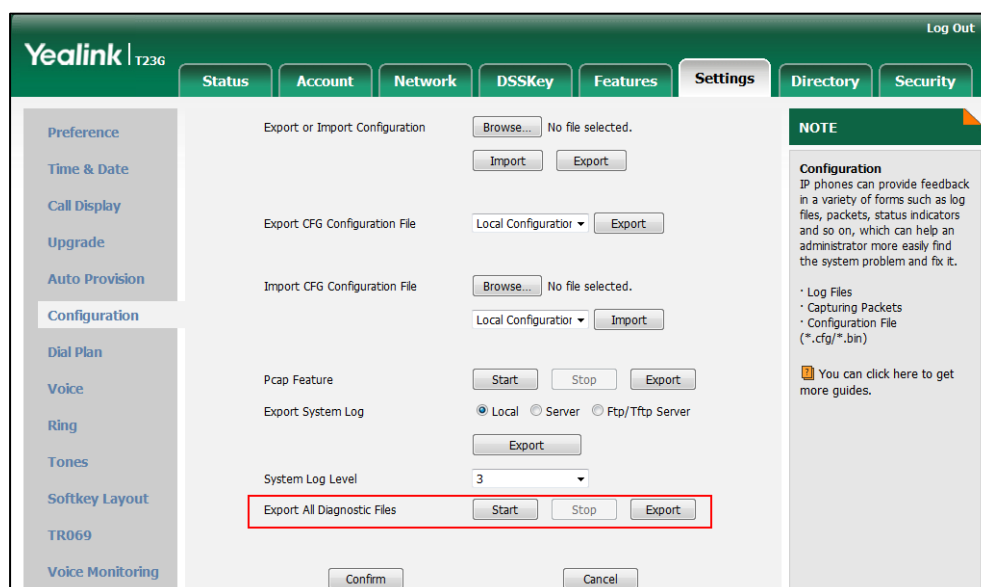 Log Out
Yealink T23G
Status Account Network DSSKey Features Settings Directory Security
Preference
Time & Date
Call Display
Upgrade
Auto Provision
Configuration
Dial Plan
Voice
Ring
Tones
Softkey Layout
TR069
Voice Monitoring
Export or Import Configuration Browse... No file selected.
Import Export
Export CFG Configuration File Local Configuration Export
Import CFG Configuration File Browse... No file selected.
Local Configuration Import
Pcap Feature Start Stop Export
Export System Log Local Server Ftp/Tftp Server
Export
System Log Level 3
Export All Diagnostic Files Start Stop Export
Confirm Cancel
NOTE
Configuration
IP phones can provide feedback
in a variety of forms such as log
files, packets, status indicators
and so on, which can help an
administrator more easily find
the system problem and fix it.
· Log Files
· Capturing Packets
· Configuration File
(*.cfg/*.bin)
You can click here to get
more guides.